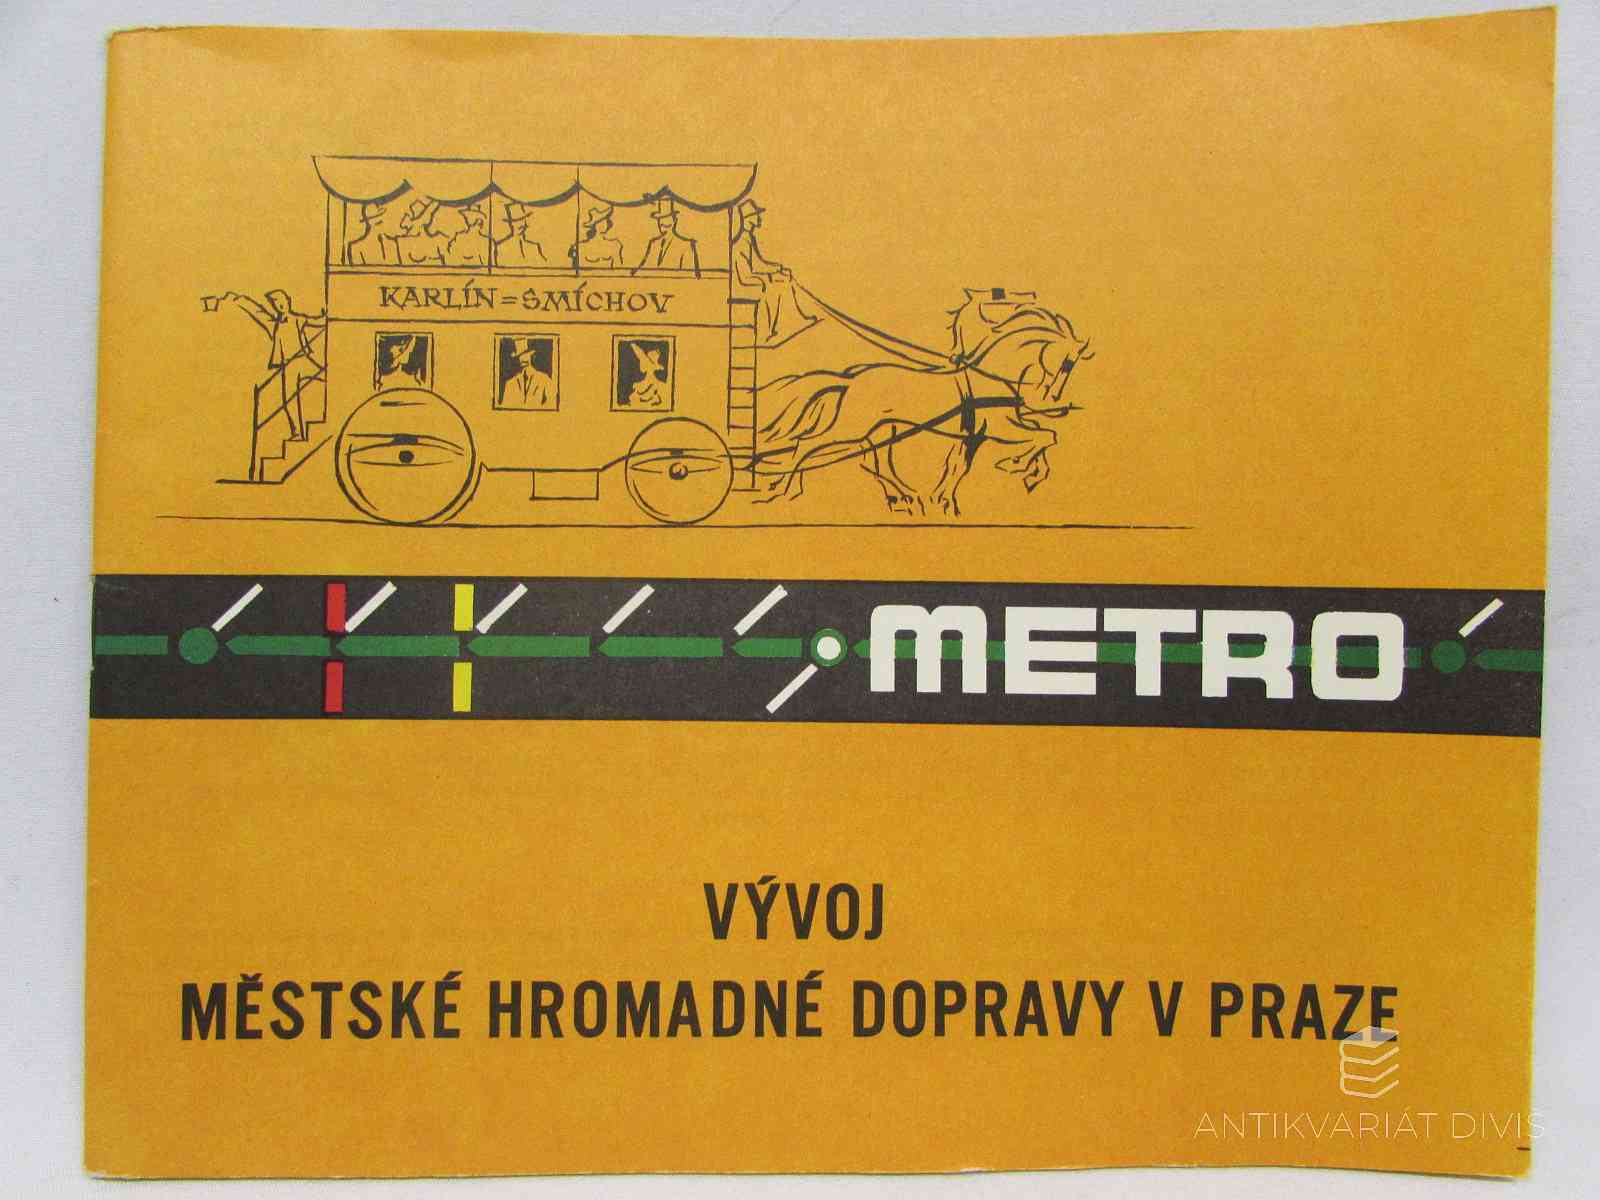 KARLÍN=SMÍCHOV
METRO
VÝVOJ
MĚSTSKÉ HROMADNÉ DOPRAVY V PRAZE
ANTIKVARIÁT DIVIS